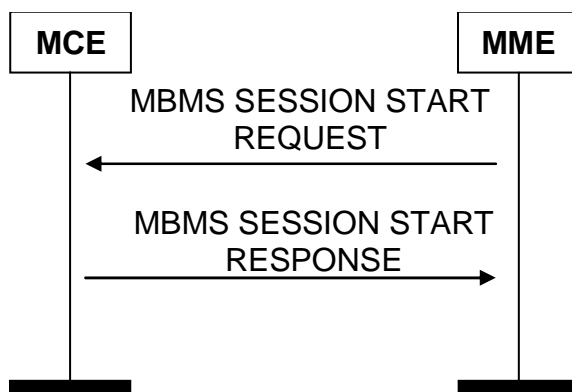 MCE
MME
MBMS SESSION START
REQUEST
MBMS SESSION START
RESPONSE